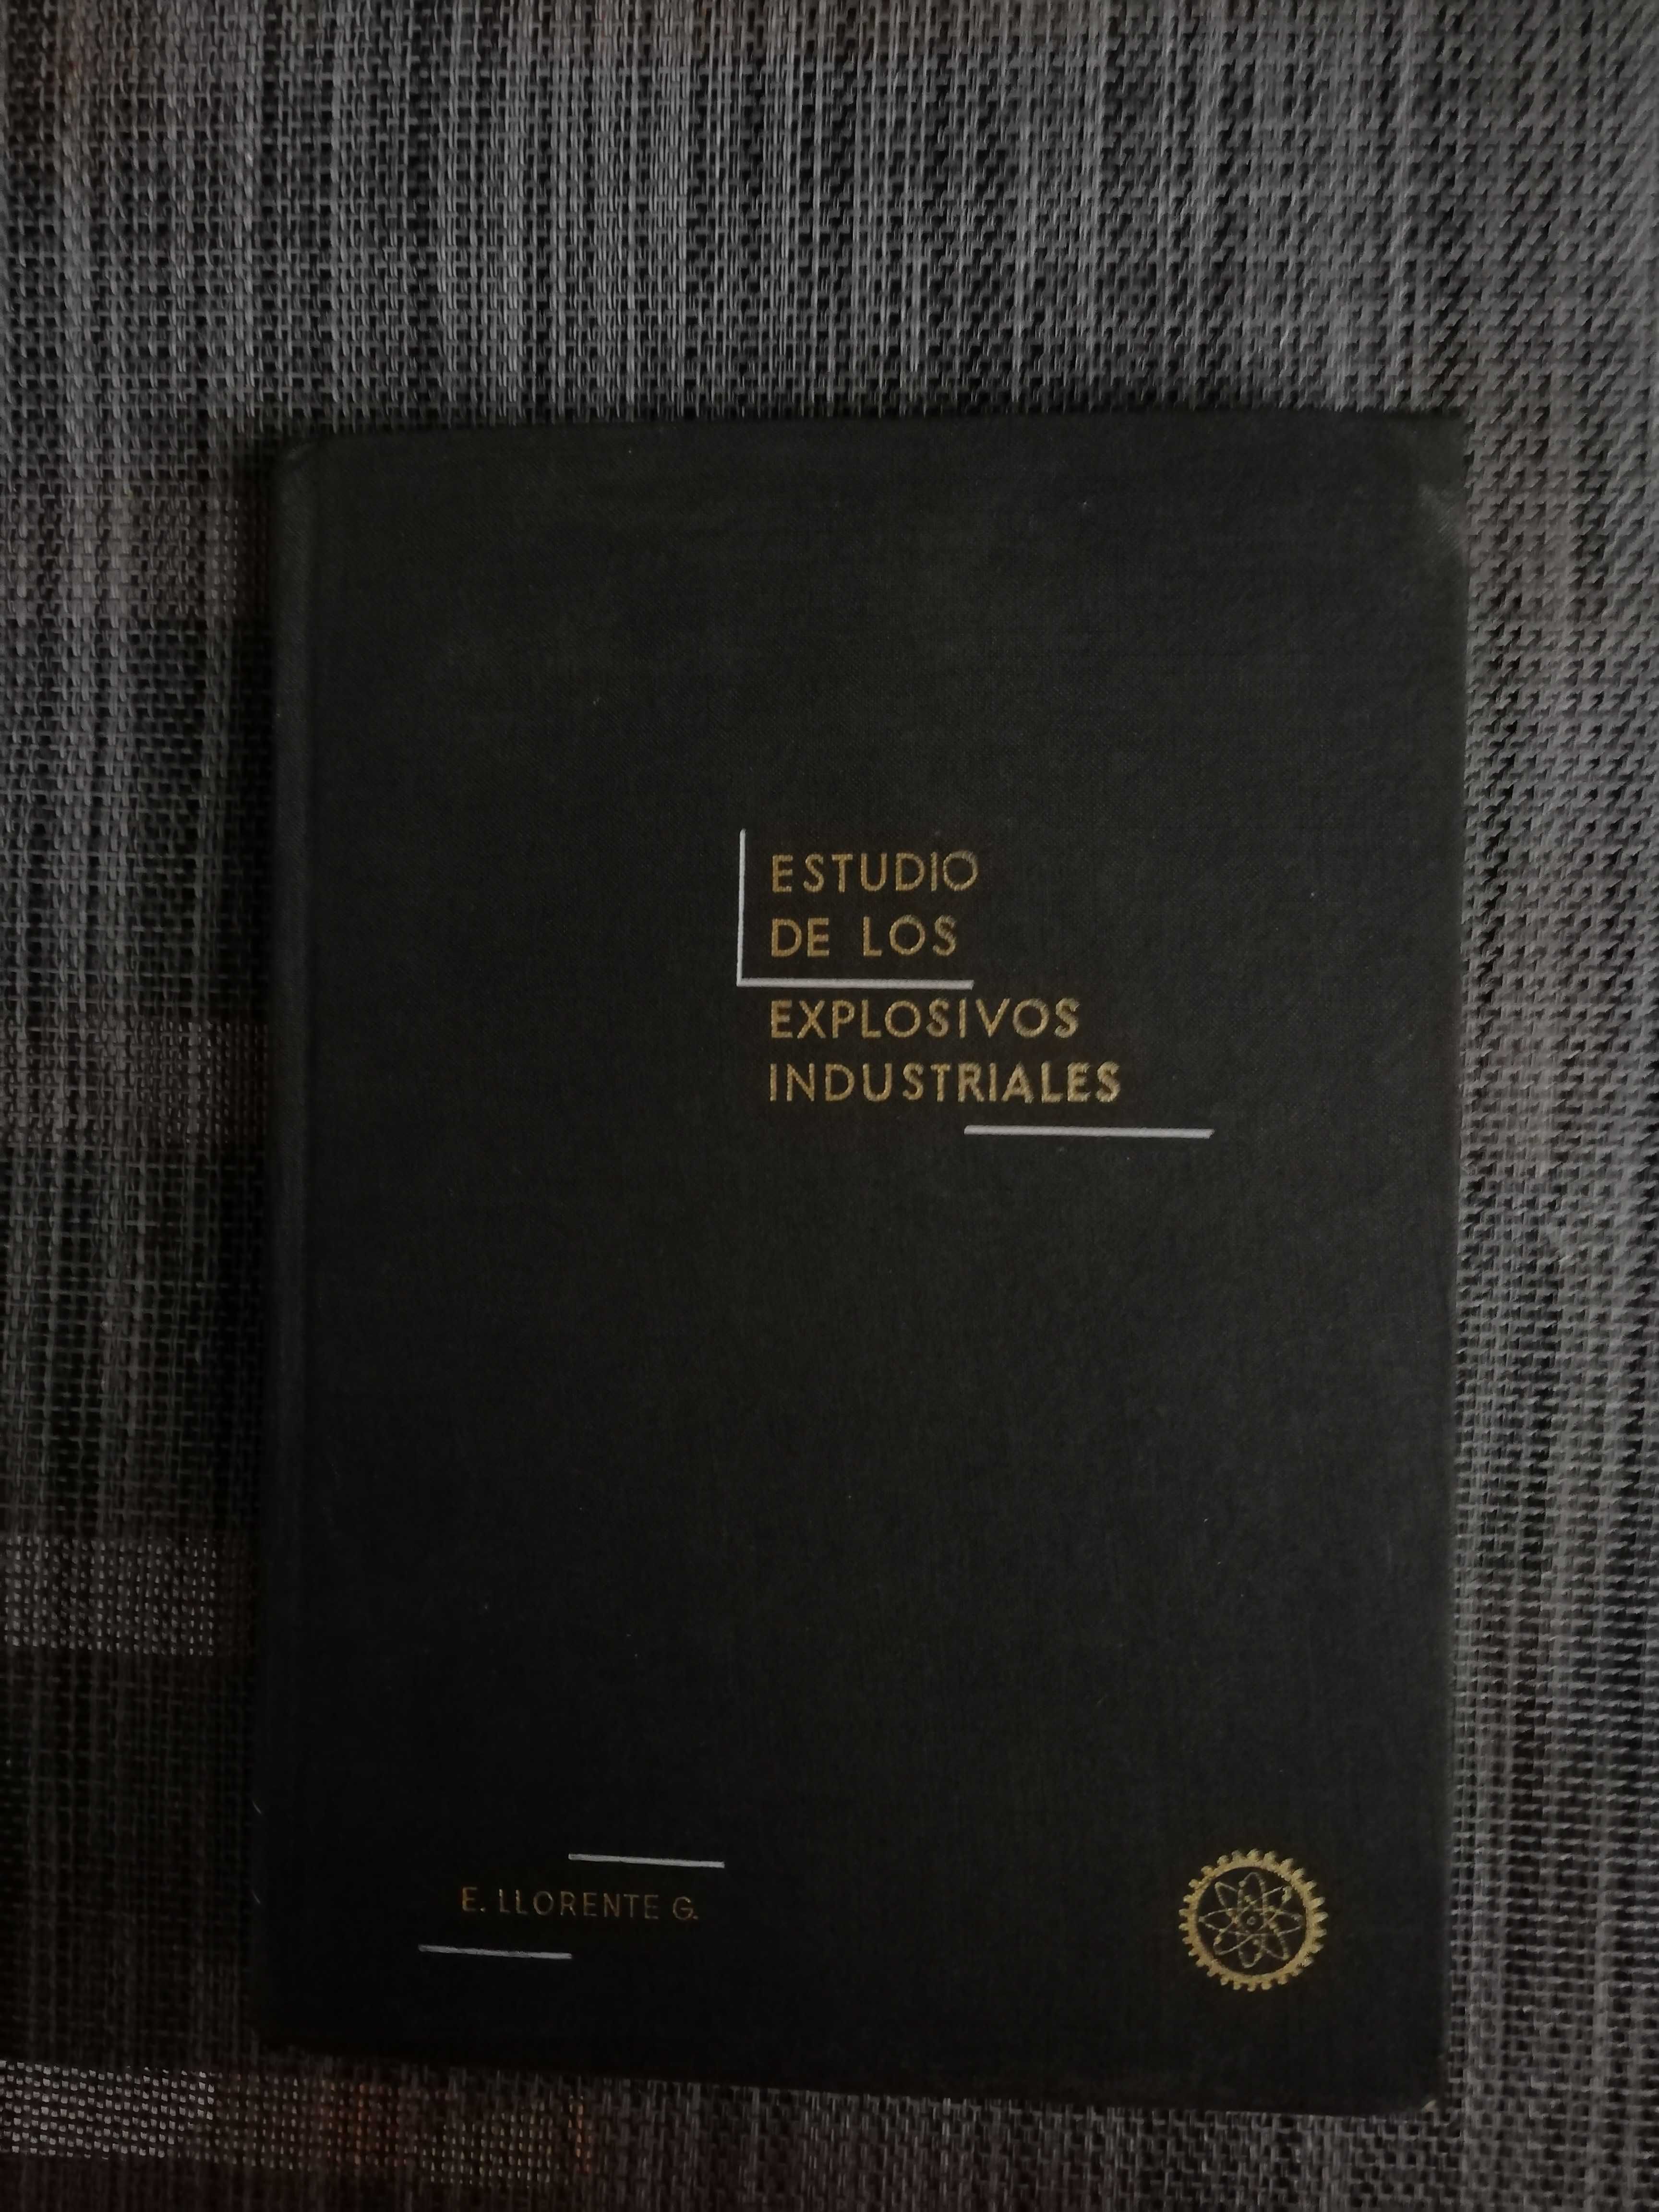 ESTUDIO
DE LOS
EXPLOSIVOS
INDUSTRIALES
E. LLORENTE G.